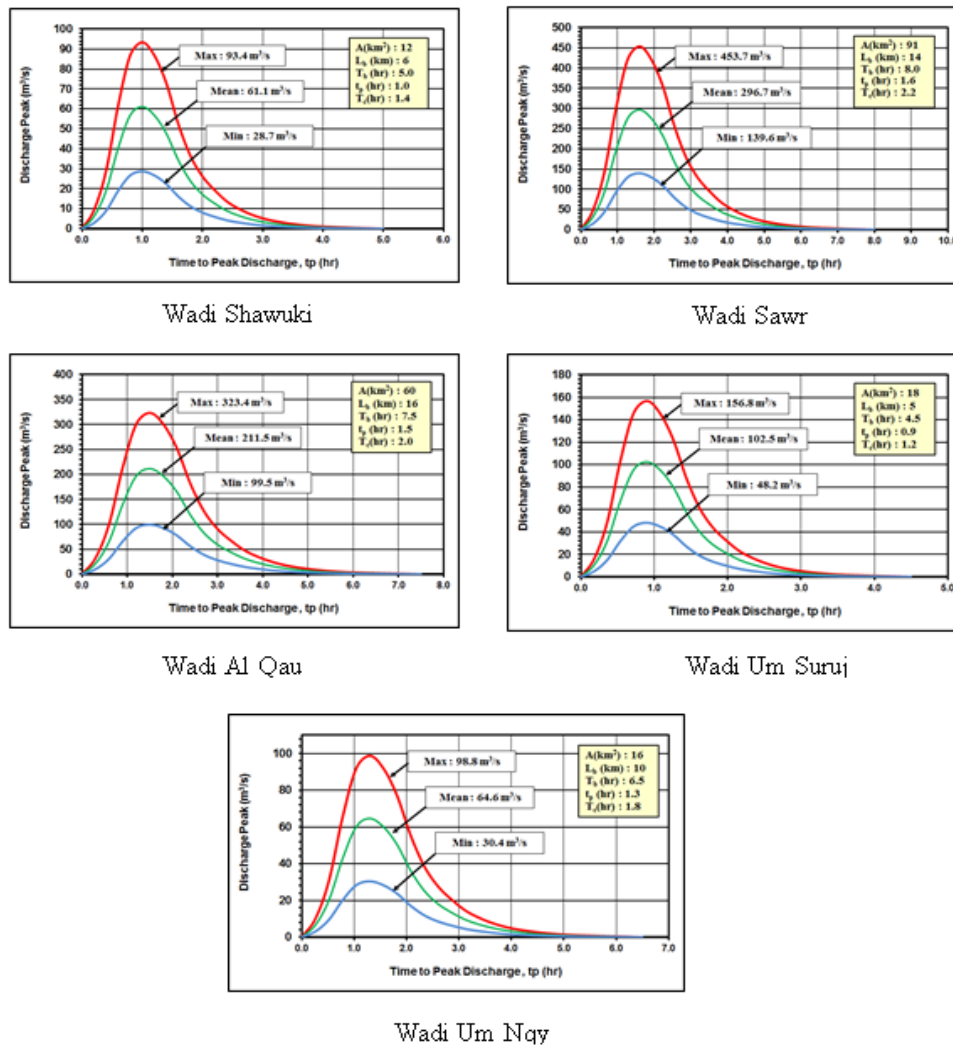 100
90
80
70
60
50
40
30
20
10
0
Discharge Peak (m³/s)
Max : 93.4 m³/s
Mean : 61.1 m³/s
Min : 28.7 m³/s
A(km²) : 12
Lb (km) : 6
Tb (hr) : 5.0
tp (hr) : 1.0
Tc(hr) : 1.4
0.0 1.0 2.0 3.0 4.0 5.0 6.0
Time to Peak Discharge, tp (hr)
Wadi Shawuki
500
450
400
350
300
250
200
150
100
50
0
Discharge Peak (m³/s)
Max : 453.7 m³/s
Mean : 296.7 m³/s
Min : 139.6 m³/s
A(km²) : 91
Lb (km) : 14
Tb (hr) : 8.0
tp (hr) : 1.6
Tc(hr) : 2.2
0.0 1.0 2.0 3.0 4.0 5.0 6.0 7.0 8.0 9.0 10.0
Time to Peak Discharge, tp (hr)
Wadi Sawr
400
350
300
250
200
150
100
50
0
Discharge Peak (m³/s)
Max : 323.4 m³/s
Mean : 211.5 m³/s
Min : 99.5 m³/s
A(km²) : 60
Lb (km) : 16
Tb (hr) : 7.5
tp (hr) : 1.5
Tc(hr) : 2.0
0.0 1.0 2.0 3.0 4.0 5.0 6.0 7.0 8.0
Time to Peak Discharge, tp (hr)
Wadi Al Qau
180
160
140
120
100
80
60
40
20
0
Discharge Peak (m³/s)
Max : 156.8 m³/s
Mean : 102.5 m³/s
Min : 48.2 m³/s
A(km²) : 18
Lb (km) : 5
Tb (hr) : 4.5
tp (hr) : 0.9
Tc(hr) : 1.2
0.0 1.0 2.0 3.0 4.0 5.0
Time to Peak Discharge, tp (hr)
Wadi Um Suruj
100
80
60
40
20
0
Discharge Peak (m³/s)
Max : 98.8 m³/s
Mean : 64.6 m³/s
Min : 30.4 m³/s
A(km²) : 16
Lb (km) : 10
Tb (hr) : 6.5
tp (hr) : 1.3
Tc(hr) : 1.8
0.0 1.0 2.0 3.0 4.0 5.0 6.0 7.0
Time to Peak Discharge, tp (hr)
Wadi Um Nqy